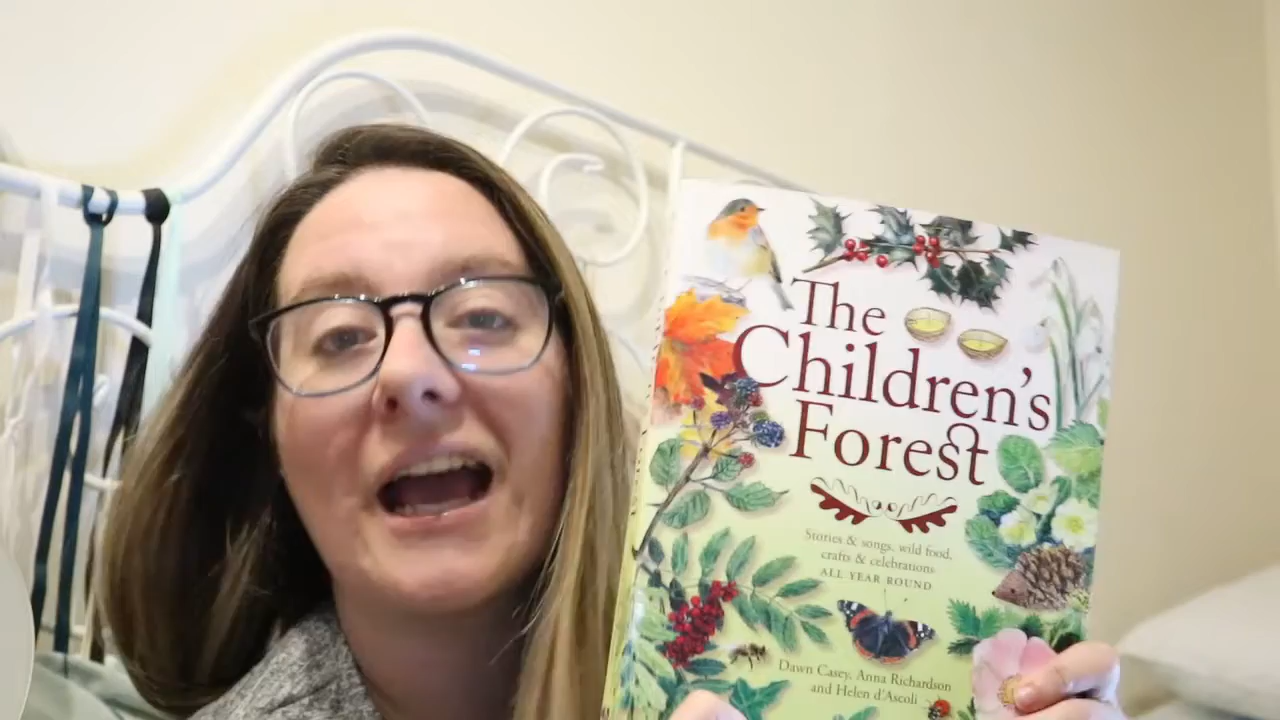 The
Children's
Forest
Stories & songs, wild food,
crafts & celebrations
ALL YEAR ROUND
Dawn Casey, Anna Richardson
and Helen d'Ascoli